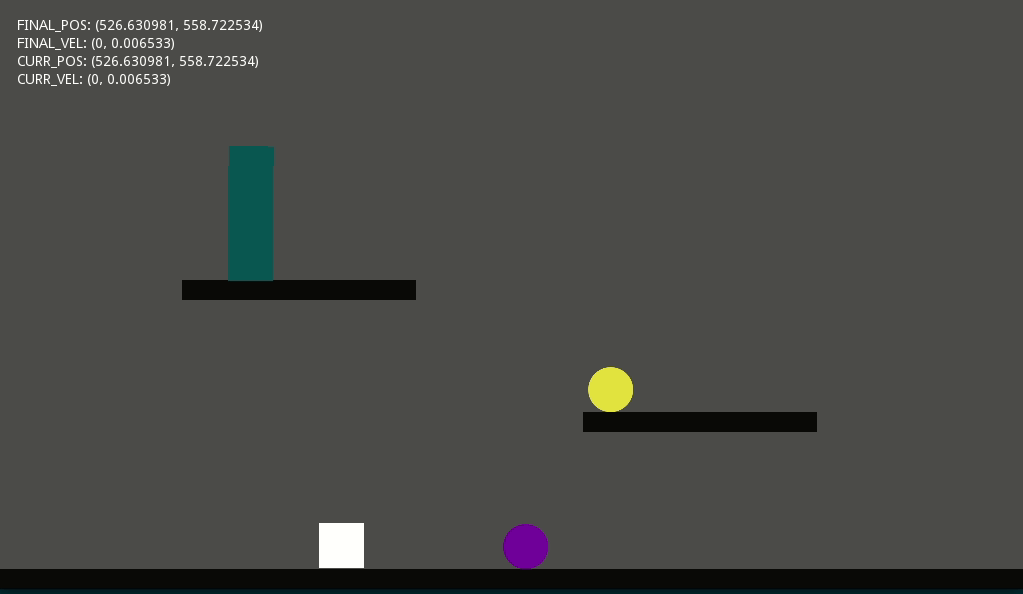 FINAL_POS: (526.630981, 558.722534)
FINAL_VEL: (0, 0.006533)
CURR_POS: (526.630981, 558.722534)
CURR_VEL: (0, 0.006533)